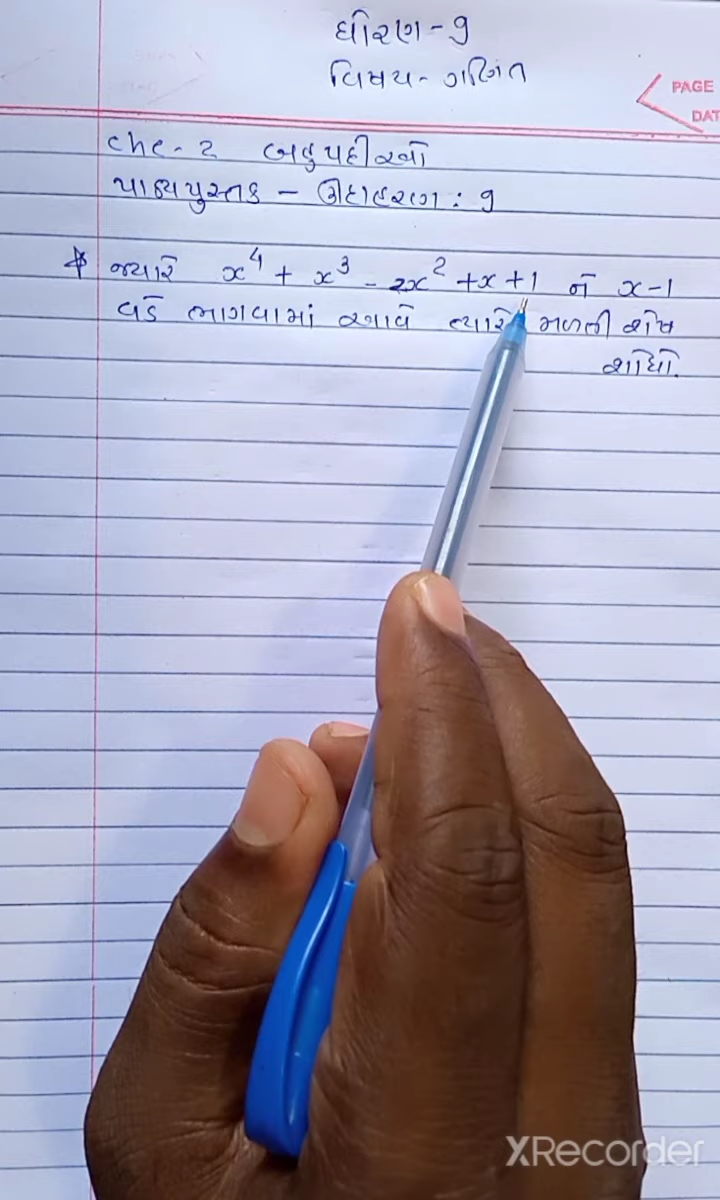 ધોરણ - 9
વિષય - ગણિત
PAGE
DAT
che - 2 બહુપદીઓ
પાઠ્યપુસ્તક - ઊદાહરણ : 9
* જ્યારે x⁴ + x³ - 2x² + x + 1 ને x - 1
વડે ભાગવામાં આવે ત્યારે મળતી શેષ
શોધો.
XRecorder